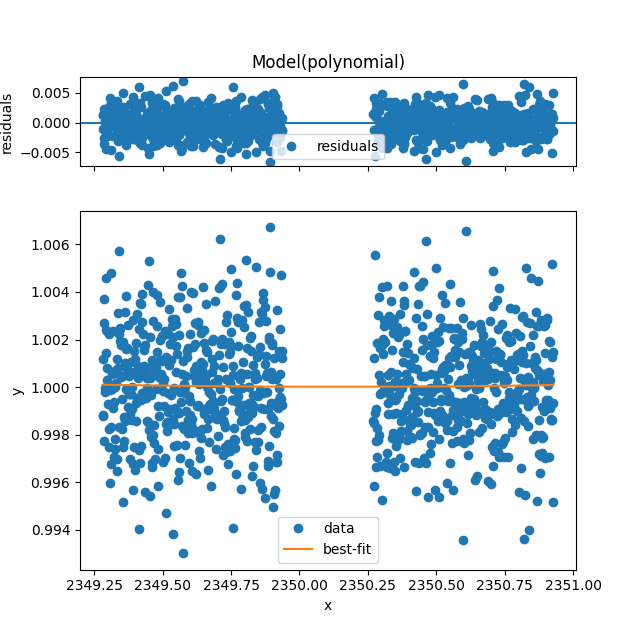 Model(polynomial)
residuals
0.005
0.000
−0.005
residuals
y
1.006
1.004
1.002
1.000
0.998
0.996
0.994
data
best-fit
2349.25 2349.50 2349.75 2350.00 2350.25 2350.50 2350.75 2351.00
x